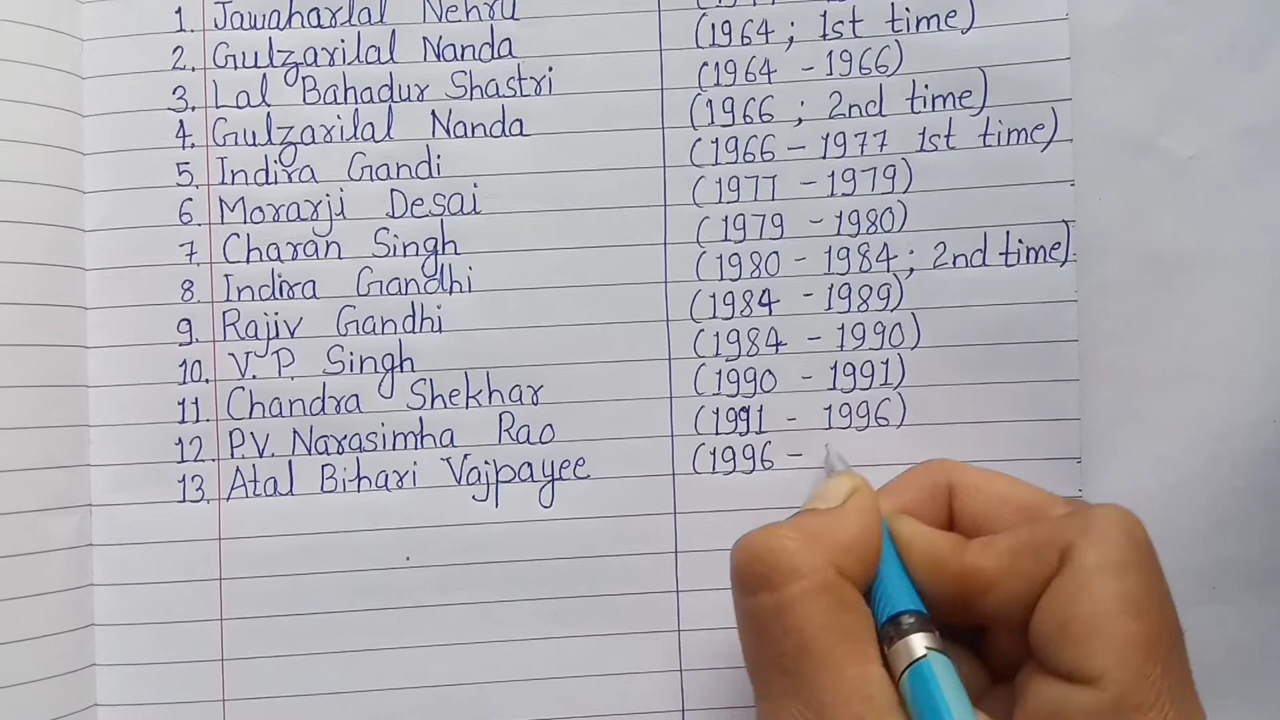 1. Jawaharlal Nehru
2. Gulzarilal Nanda (1964 ; 1st time)
3. Lal Bahadur Shastri (1964 - 1966)
4. Gulzarilal Nanda (1966 ; 2nd time)
5. Indira Gandi (1966 - 1977 1st time)
6. Morarji Desai (1977 - 1979)
7. Charan Singh (1979 - 1980)
8. Indira Gandhi (1980 - 1984 ; 2nd time)
9. Rajiv Gandhi (1984 - 1989)
10. V.P. Singh (1984 - 1990)
11. Chandra Shekhar (1990 - 1991)
12. P.V. Narasimha Rao (1991 - 1996)
13. Atal Bihari Vajpayee (1996 -